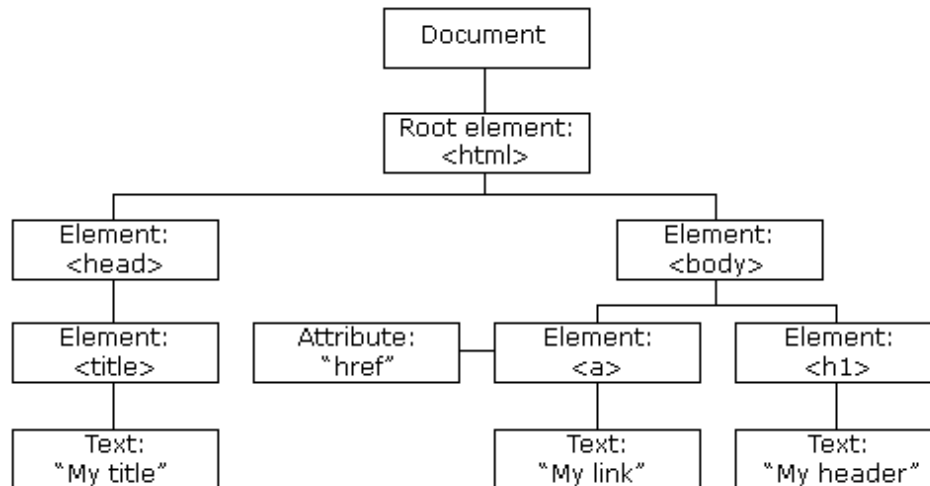 Document
Root element:
<html>
Element:
<head>
Element:
<body>
Element:
<title>
Attribute:
“href”
Element:
<a>
Element:
<h1>
Text:
“My title”
Text:
“My link”
Text:
“My header”